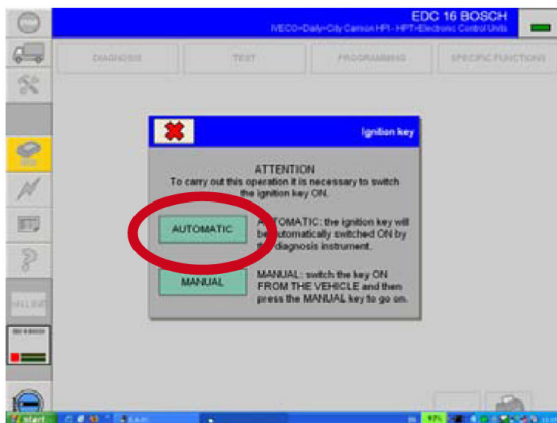 EDC 16 BOSCH
IVECO>Daily>City Camion HPI - HPT>Electronic Control Units
DIAGNOSIS
TEST
PROGRAMMING
SPECIFIC FUNCTIONS
Ignition key
ATTENTION
To carry out this operation it is necessary to switch
the ignition key ON.
AUTOMATIC
AUTOMATIC: the ignition key will
be automatically switched ON by
the diagnosis instrument.
MANUAL
MANUAL: switch the key ON
FROM THE VEHICLE and then
press the MANUAL key to go on.
start
97%